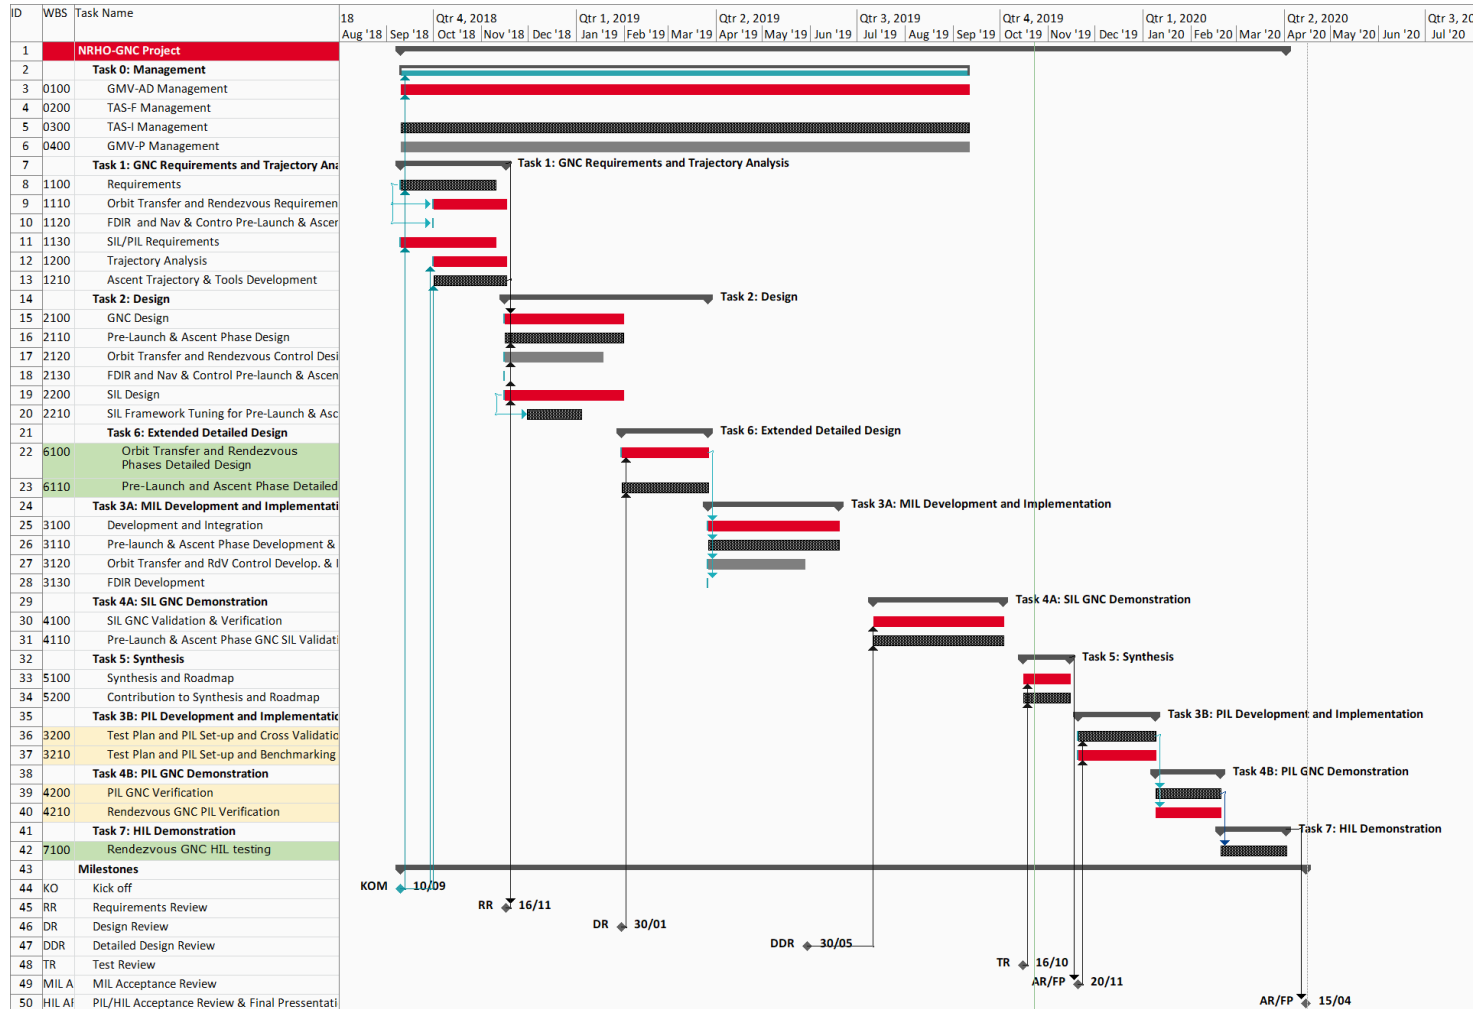 ID WBS Task Name 18 Qtr 4, 2018 Qtr 1, 2019 Qtr 2, 2019 Qtr 3, 2019 Qtr 4, 2019 Qtr 1, 2020 Qtr 2, 2020 Qtr 3, 20
Aug '18 Sep '18 Oct '18 Nov '18 Dec '18 Jan '19 Feb '19 Mar '19 Apr '19 May '19 Jun '19 Jul '19 Aug '19 Sep '19 Oct '19 Nov '19 Dec '19 Jan '20 Feb '20 Mar '20 Apr '20 May '20 Jun '20 Jul '20
1 NRHO-GNC Project
2 Task 0: Management
3 0100 GMV-AD Management
4 0200 TAS-F Management
5 0300 TAS-I Management
6 0400 GMV-P Management
7 Task 1: GNC Requirements and Trajectory Ana Task 1: GNC Requirements and Trajectory Analysis
8 1100 Requirements
9 1110 Orbit Transfer and Rendezvous Requiremen
10 1120 FDIR and Nav & Contro Pre-Launch & Ascer
11 1130 SIL/PIL Requirements
12 1200 Trajectory Analysis
13 1210 Ascent Trajectory & Tools Development
14 Task 2: Design Task 2: Design
15 2100 GNC Design
16 2110 Pre-Launch & Ascent Phase Design
17 2120 Orbit Transfer and Rendezvous Control Desi
18 2130 FDIR and Nav & Control Pre-launch & Ascen
19 2200 SIL Design
20 2210 SIL Framework Tuning for Pre-Launch & Asc
21 Task 6: Extended Detailed Design Task 6: Extended Detailed Design
22 6100 Orbit Transfer and Rendezvous
Phases Detailed Design
23 6110 Pre-Launch and Ascent Phase Detailed
24 Task 3A: MIL Development and Implementati Task 3A: MIL Development and Implementation
25 3100 Development and Integration
26 3110 Pre-launch & Ascent Phase Development &
27 3120 Orbit Transfer and RdV Control Develop. & I
28 3130 FDIR Development
29 Task 4A: SIL GNC Demonstration Task 4A: SIL GNC Demonstration
30 4100 SIL GNC Validation & Verification
31 4110 Pre-Launch & Ascent Phase GNC SIL Validati
32 Task 5: Synthesis Task 5: Synthesis
33 5100 Synthesis and Roadmap
34 5200 Contribution to Synthesis and Roadmap
35 Task 3B: PIL Development and Implementatic Task 3B: PIL Development and Implementation
36 3200 Test Plan and PIL Set-up and Cross Validatio
37 3210 Test Plan and PIL Set-up and Benchmarking
38 Task 4B: PIL GNC Demonstration Task 4B: PIL GNC Demonstration
39 4200 PIL GNC Verification
40 4210 Rendezvous GNC PIL Verification
41 Task 7: HIL Demonstration Task 7: HIL Demonstration
42 7100 Rendezvous GNC HIL testing
43 Milestones
44 KO Kick off KOM 10/09
45 RR Requirements Review RR 16/11
46 DR Design Review DR 30/01
47 DDR Detailed Design Review DDR 30/05
48 TR Test Review TR 16/10
49 MIL A MIL Acceptance Review AR/FP 20/11
50 HIL AF PIL/HIL Acceptance Review & Final Pressentati AR/FP 15/04